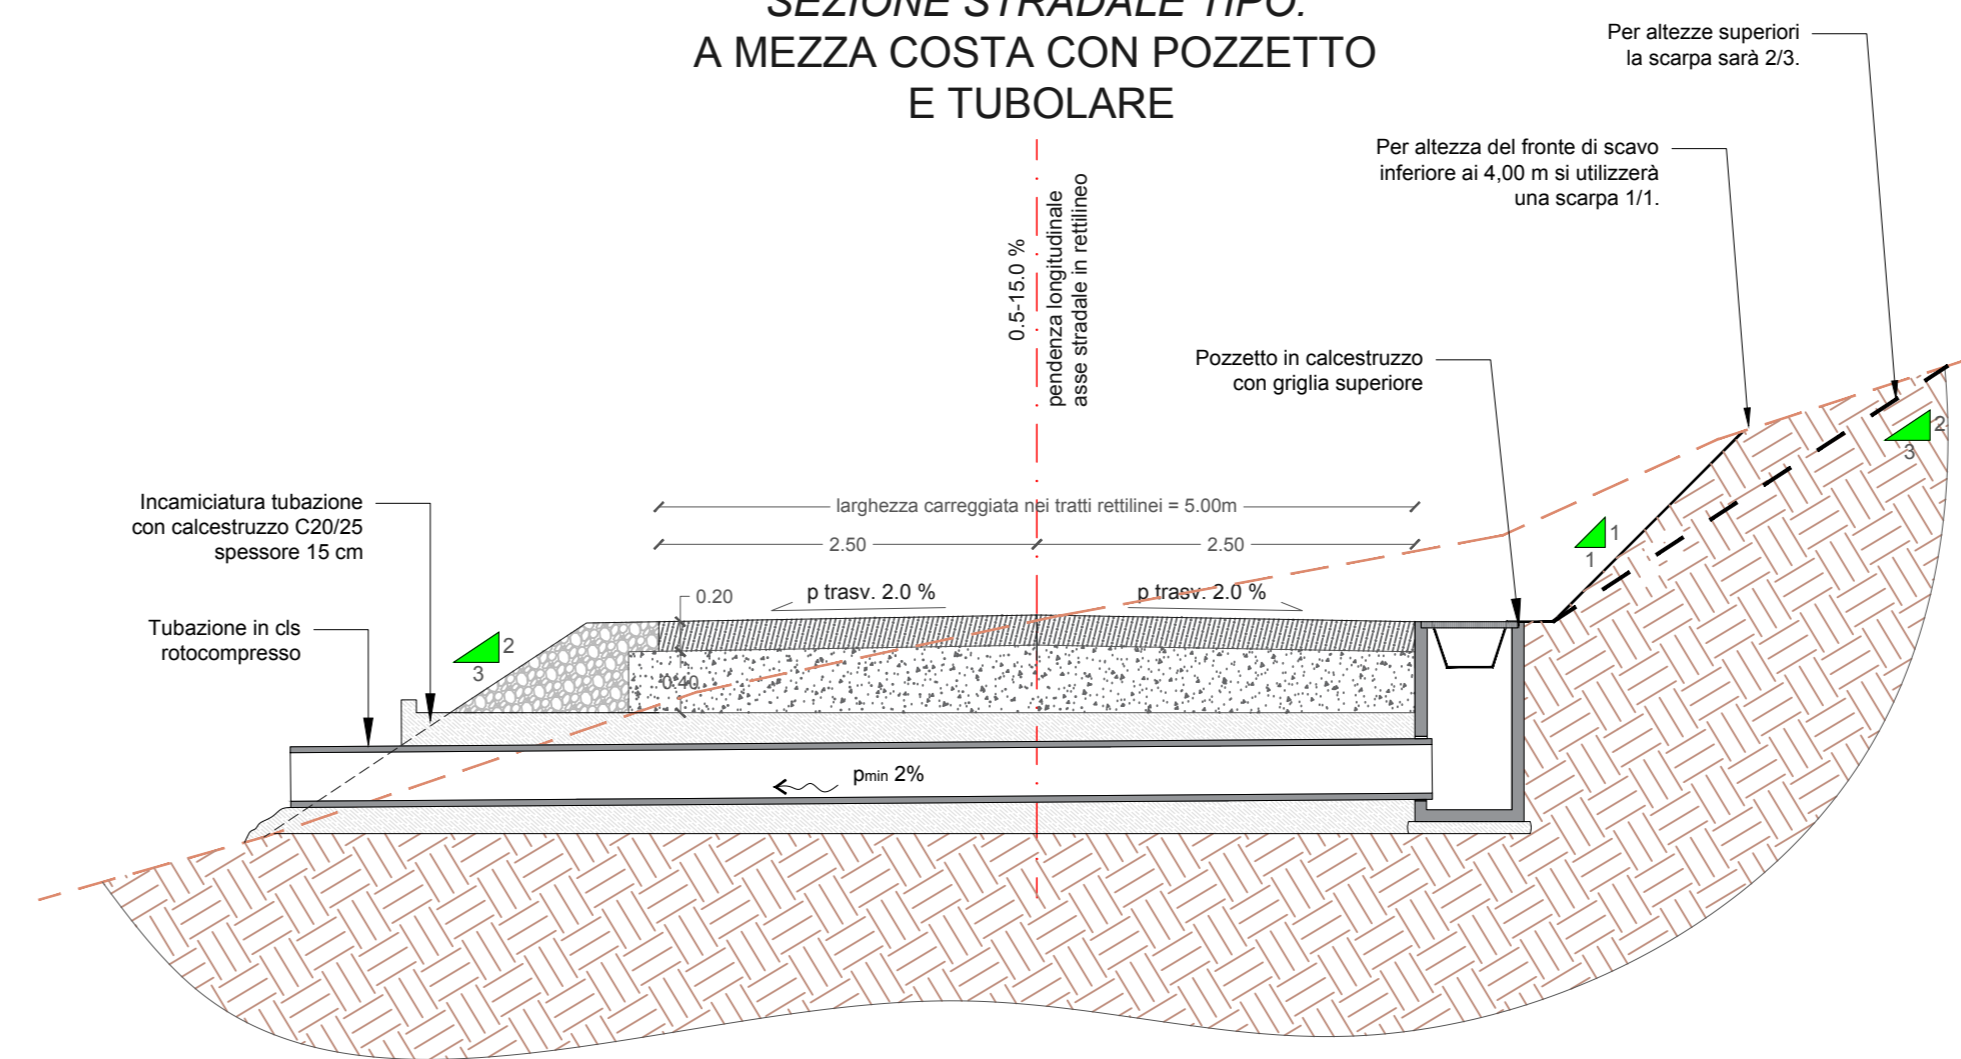 SEZIONE STRADALE TIPO:
A MEZZA COSTA CON POZZETTO
E TUBOLARE
Per altezze superiori
la scarpa sarà 2/3.
Per altezza del fronte di scavo
inferiore ai 4,00 m si utilizzerà
una scarpa 1/1.
0.5-15.0 %
pendenza longitudinale
asse stradale in rettilineo
Pozzetto in calcestruzzo
con griglia superiore
2
3
Incamiciatura tubazione
con calcestruzzo C20/25
spessore 15 cm
larghezza carreggiata nei tratti rettilinei = 5.00m
2.50
2.50
1
1
0.20
p trasv. 2.0 %
p trasv. 2.0 %
Tubazione in cls
rotocompresso
2
3
0.40
pmin 2%